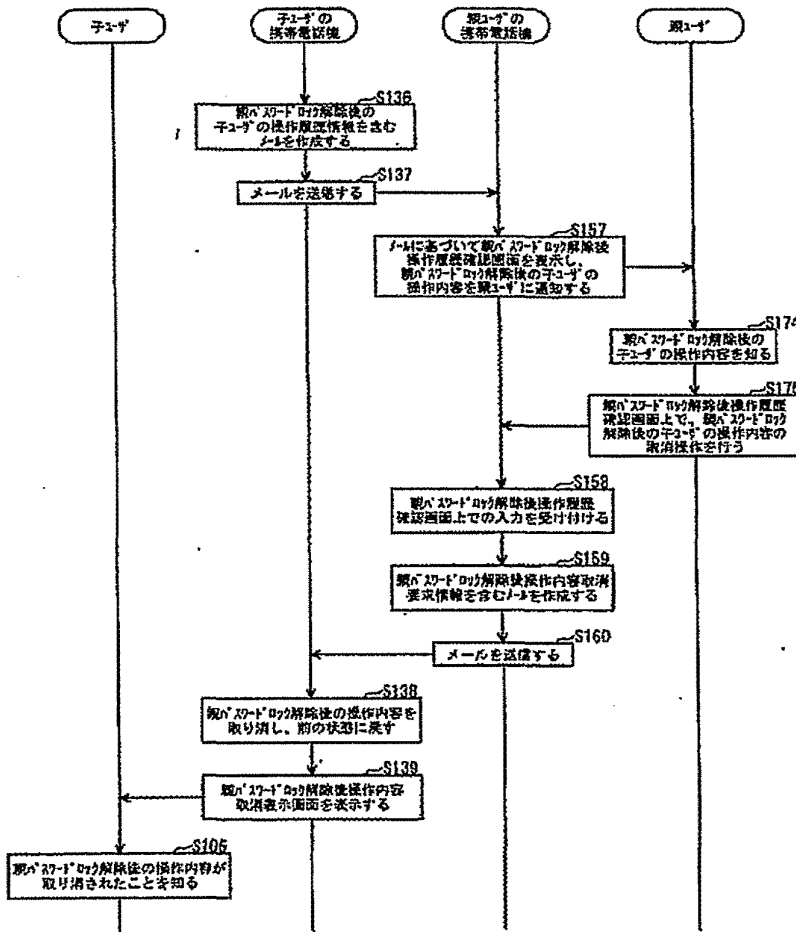 子ユーザ
子ユーザの
携帯電話機
親ユーザの
携帯電話機
親ユーザ
S136
親パスワードロック解除後の
子ユーザの操作履歴情報を含む
メールを作成する
S137
メールを送信する
S157
メールに基づいて親パスワードロック解除後
操作履歴確認画面を表示し、
親パスワードロック解除後の子ユーザの
操作内容を親ユーザに通知する
S174
親パスワードロック解除後の
子ユーザの操作内容を知る
S175
親パスワードロック解除後操作履歴
確認画面上で、親パスワードロック
解除後の子ユーザの操作内容の
取消操作を行う
S158
親パスワードロック解除後操作履歴
確認画面上での入力を受け付ける
S159
親パスワードロック解除後操作内容取消
要求情報を含むメールを作成する
S160
メールを送信する
S138
親パスワードロック解除後の操作内容を
取り消し、前の状態に戻す
S139
親パスワードロック解除後操作内容
取消表示画面を表示する
S106
親パスワードロック解除後の操作内容が
取り消されたことを知る